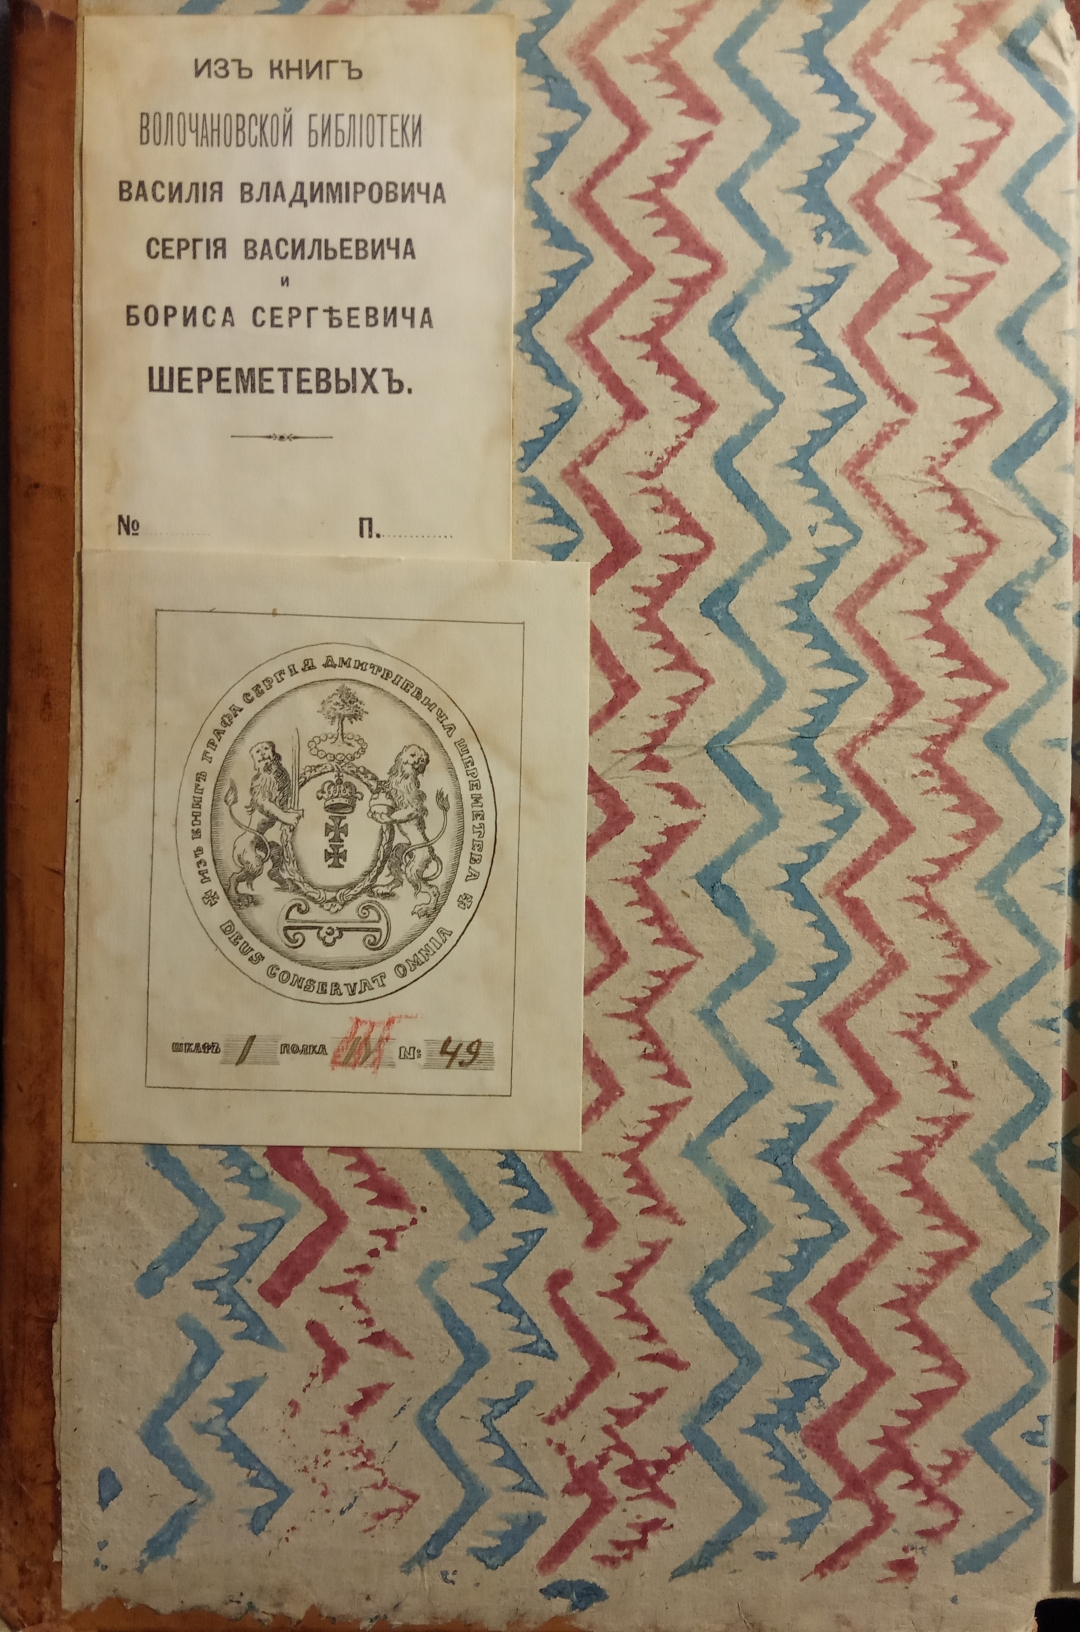 ИЗЪ КНИГЪ
ВОЛОЧАНОВСКОЙ БИБЛІОТЕКИ
ВАСИЛІЯ ВЛАДИМІРОВИЧА
СЕРГІЯ ВАСИЛЬЕВИЧА
И
БОРИСА СЕРГѢЕВИЧА
ШЕРЕМЕТЕВЫХЪ.
№ ............ П.............
ИЗЪ КНИГЪ ГРАФА СЕРГІЯ ДМИТРІЕВИЧА ШЕРЕМЕТЕВА
DEUS CONSERVAT OMNIA
ШКАФЪ 1 ПОЛКА №: 49